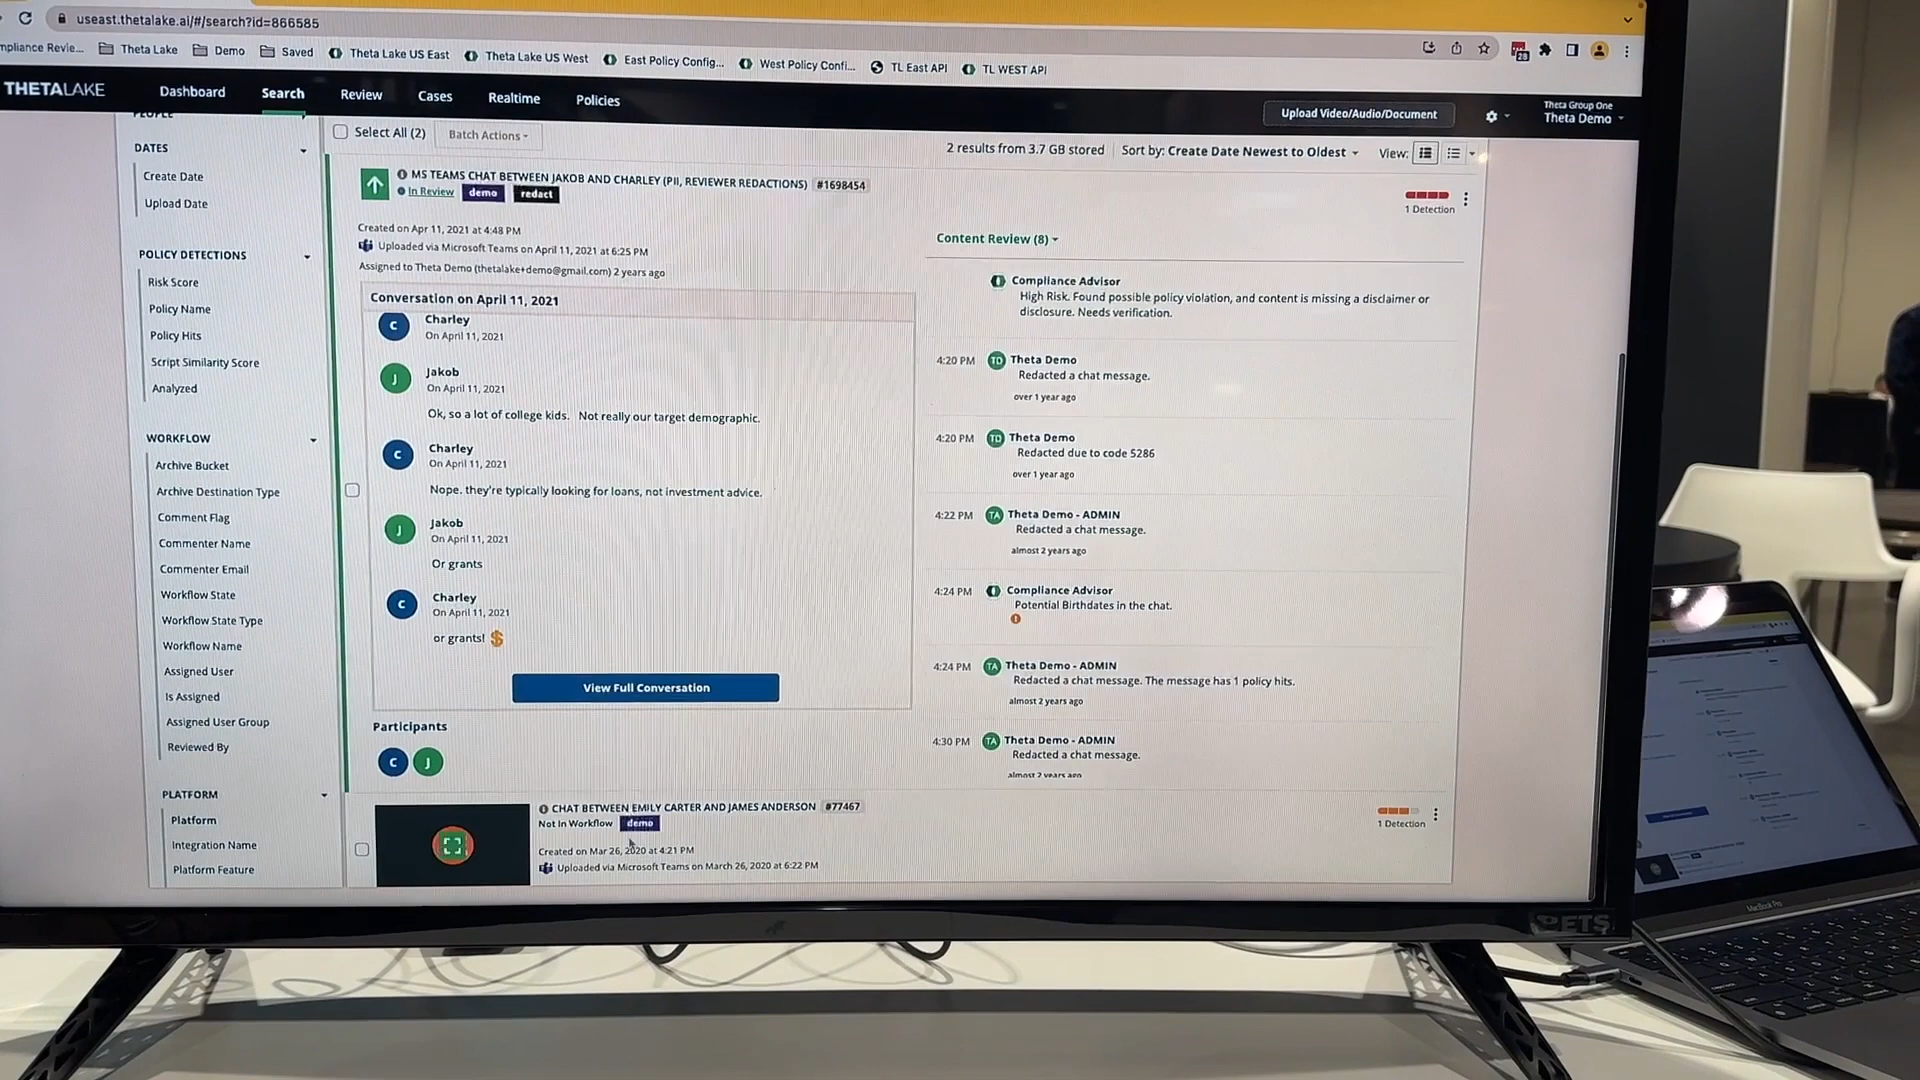 useast.thetalake.ai/#/search?id=866585
mpliance Revie...
Theta Lake
Demo
Saved
Theta Lake US East
Theta Lake US West
East Policy Config...
West Policy Confi...
TL East API
TL WEST API
28
THETALAKE
Dashboard
Search
Review
Cases
Realtime
Policies
Upload Video/Audio/Document
Theta Group One
Theta Demo
PEOPLE
DATES
Create Date
Upload Date
POLICY DETECTIONS
Risk Score
Policy Name
Policy Hits
Script Similarity Score
Analyzed
WORKFLOW
Archive Bucket
Archive Destination Type
Comment Flag
Commenter Name
Commenter Email
Workflow State
Workflow State Type
Workflow Name
Assigned User
Is Assigned
Assigned User Group
Reviewed By
PLATFORM
Platform
Integration Name
Platform Feature
Select All (2)
Batch Actions
2 results from 3.7 GB stored
Sort by: Create Date Newest to Oldest
View:
MS TEAMS CHAT BETWEEN JAKOB AND CHARLEY (PII, REVIEWER REDACTIONS) #1698454
In Review demo redact
1 Detection
Created on Apr 11, 2021 at 4:48 PM
Uploaded via Microsoft Teams on April 11, 2021 at 6:25 PM
Assigned to Theta Demo (thetalake+demo@gmail.com) 2 years ago
Conversation on April 11, 2021
C
Charley
On April 11, 2021
J
Jakob
On April 11, 2021
Ok, so a lot of college kids. Not really our target demographic.
C
Charley
On April 11, 2021
Nope. they're typically looking for loans, not investment advice.
J
Jakob
On April 11, 2021
Or grants
C
Charley
On April 11, 2021
or grants!
View Full Conversation
Participants
C J
Content Review (8)
Compliance Advisor
High Risk. Found possible policy violation, and content is missing a disclaimer or
disclosure. Needs verification.
4:20 PM TD Theta Demo
Redacted a chat message.
over 1 year ago
4:20 PM TD Theta Demo
Redacted due to code 5286
over 1 year ago
4:22 PM TA Theta Demo - ADMIN
Redacted a chat message.
almost 2 years ago
4:24 PM Compliance Advisor
Potential Birthdates in the chat.
4:24 PM TA Theta Demo - ADMIN
Redacted a chat message. The message has 1 policy hits.
almost 2 years ago
4:30 PM TA Theta Demo - ADMIN
Redacted a chat message.
almost 2 years ago
CHAT BETWEEN EMILY CARTER AND JAMES ANDERSON #77467
Not In Workflow demo
1 Detection
Created on Mar 26, 2020 at 4:21 PM
Uploaded via Microsoft Teams on March 26, 2020 at 6:22 PM
MacBook Pro